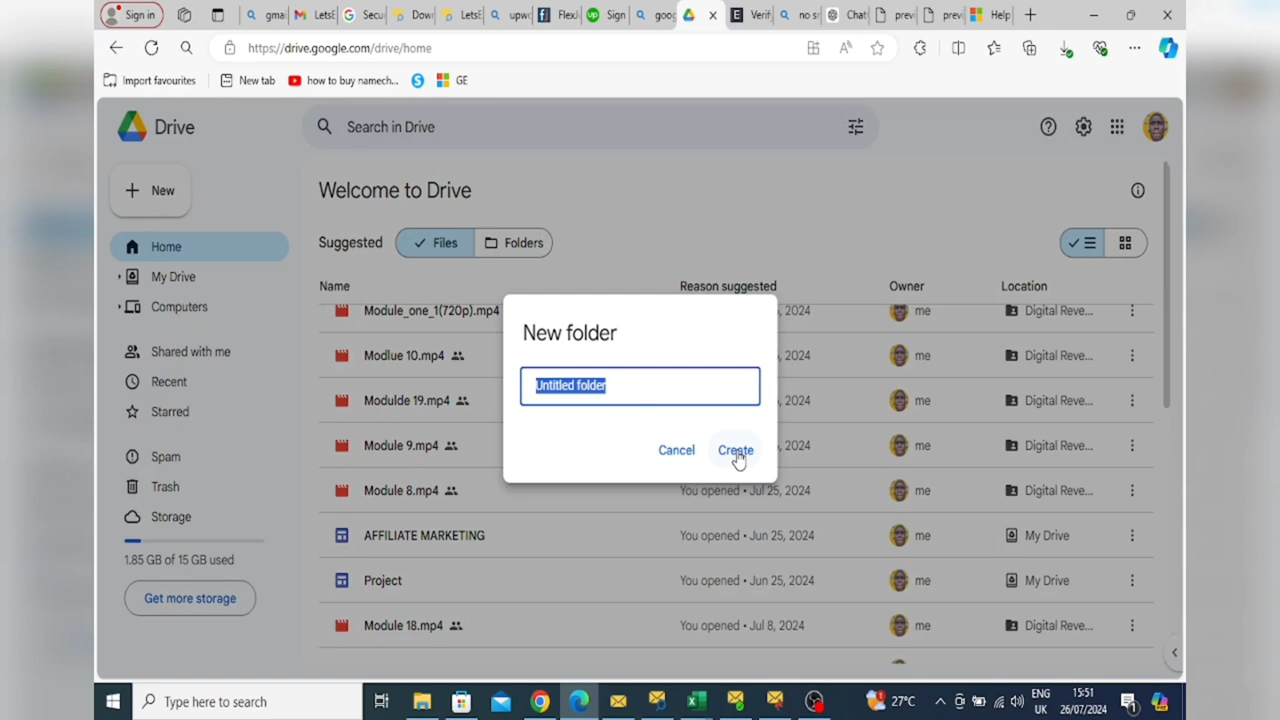 Sign in
gma
LetsE
Secu
Dow
LetsE
upwo
FlexJ
Sign
goog
Verif
no sr
Chat
prev
prev
Help
https://drive.google.com/drive/home
Import favourites
New tab
how to buy namech...
GE
Drive
Search in Drive
New
Welcome to Drive
Suggested
Files
Folders
Home
My Drive
Computers
Shared with me
Recent
Starred
Spam
Trash
Storage
1.85 GB of 15 GB used
Get more storage
Name Reason suggested Owner Location
Module_one_1(720p).mp4 , 2024 me Digital Reve...
Modlue 10.mp4 , 2024 me Digital Reve...
Modulde 19.mp4 , 2024 me Digital Reve...
Module 9.mp4 , 2024 me Digital Reve...
Module 8.mp4 You opened • Jul 25, 2024 me Digital Reve...
AFFILIATE MARKETING You opened • Jun 25, 2024 me My Drive
Project You opened • Jun 25, 2024 me My Drive
Module 18.mp4 You opened • Jul 8, 2024 me Digital Reve...
New folder
Untitled folder
Cancel Create
Type here to search
27°C
ENG
UK
15:51
26/07/2024